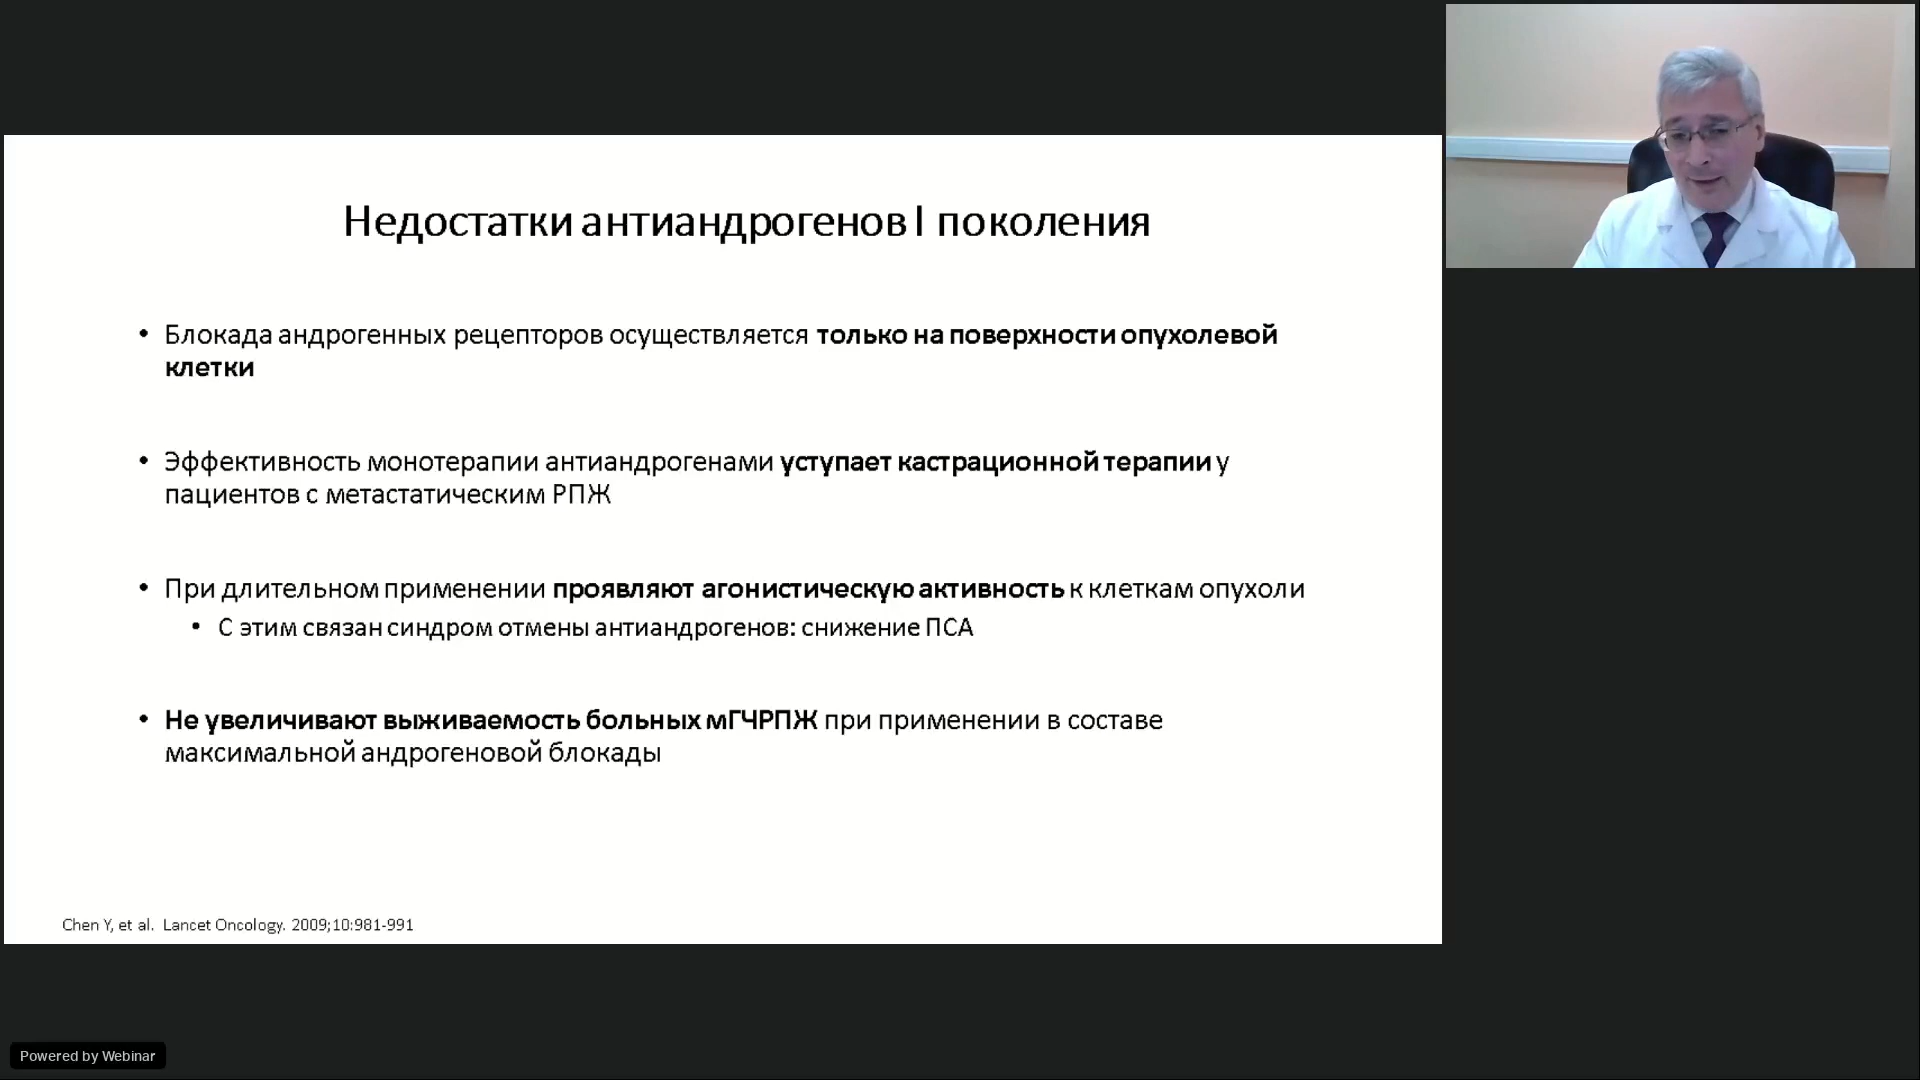 Недостатки антиандрогенов I поколения
• Блокада андрогенных рецепторов осуществляется только на поверхности опухолевой
клетки
• Эффективность монотерапии антиандрогенами уступает кастрационной терапии у
пациентов с метастатическим РПЖ
• При длительном применении проявляют агонистическую активность к клеткам опухоли
• С этим связан синдром отмены антиандрогенов: снижение ПСА
• Не увеличивают выживаемость больных мГЧРПЖ при применении в составе
максимальной андрогеновой блокады
Chen Y, et al. Lancet Oncology. 2009;10:981-991
Powered by Webinar